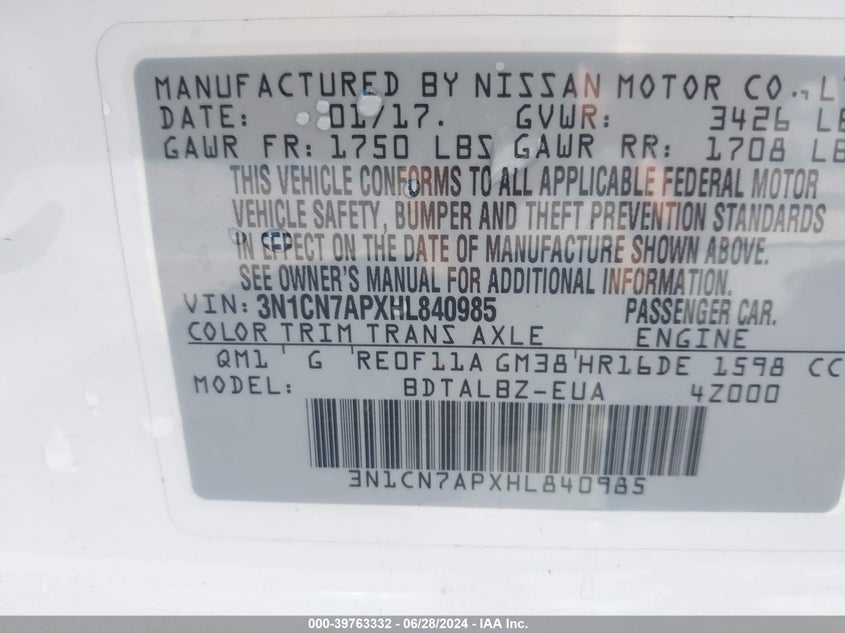 MANUFACTURED BY NISSAN MOTOR CO.,
DATE: 01/17. GVWR: 3426
GAWR FR: 1750 LBS GAWR RR: 1708
THIS VEHICLE CONFORMS TO ALL APPLICABLE FEDERAL MOTOR
VEHICLE SAFETY, BUMPER AND THEFT PREVENTION STANDARDS
IN EFFECT ON THE DATE OF MANUFACTURE SHOWN ABOVE.
SEE OWNER'S MANUAL FOR ADDITIONAL INFORMATION.
VIN: 3N1CN7APXHL840985 PASSENGER CAR.
COLOR TRIM TRANS AXLE ENGINE
QM1 G RE0F11A GM38 HR16DE 1598 CC
MODEL: BDTALBZ-EUA 4Z000
3N1CN7APXHL840985
000-39763332 - 06/28/2024 - IAA Inc.